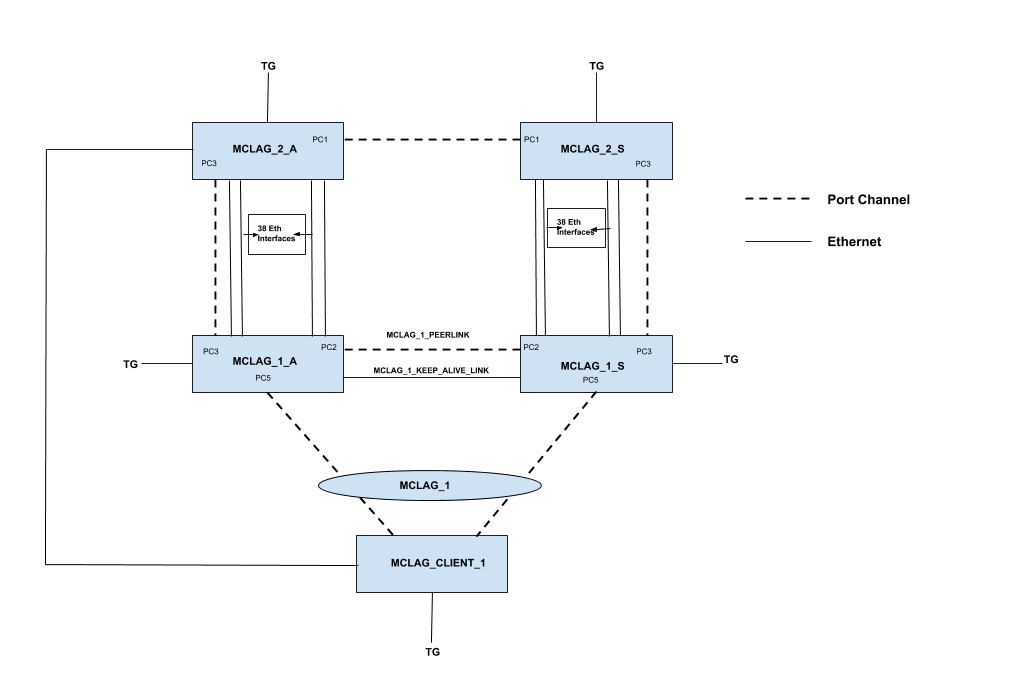 TG
TG
PC1
MCLAG_2_A
PC3
PC1
MCLAG_2_S
PC3
Port Channel
38 Eth
Interfaces
38 Eth
Interfaces
Ethernet
MCLAG_1_PEERLINK
TG
PC3
PC2
MCLAG_1_A
PC5
MCLAG_1_KEEP_ALIVE_LINK
PC2
PC3
MCLAG_1_S
PC5
TG
MCLAG_1
MCLAG_CLIENT_1
TG